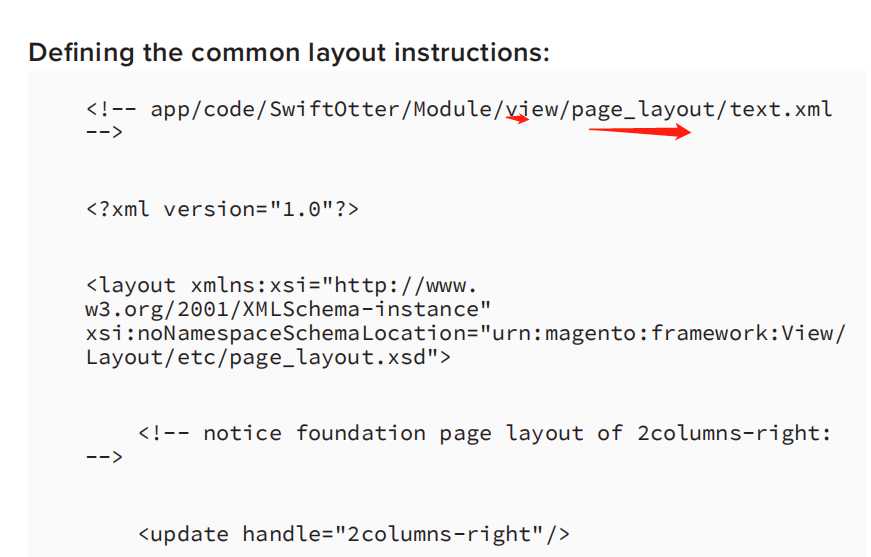 Defining the common layout instructions:
<!-- app/code/SwiftOtter/Module/view/page_layout/text.xml
-->
<?xml version="1.0"?>
<layout xmlns:xsi="http://www.
w3.org/2001/XMLSchema-instance"
xsi:noNamespaceSchemaLocation="urn:magento:framework:View/
Layout/etc/page_layout.xsd">
<!-- notice foundation page layout of 2columns-right:
-->
<update handle="2columns-right"/>